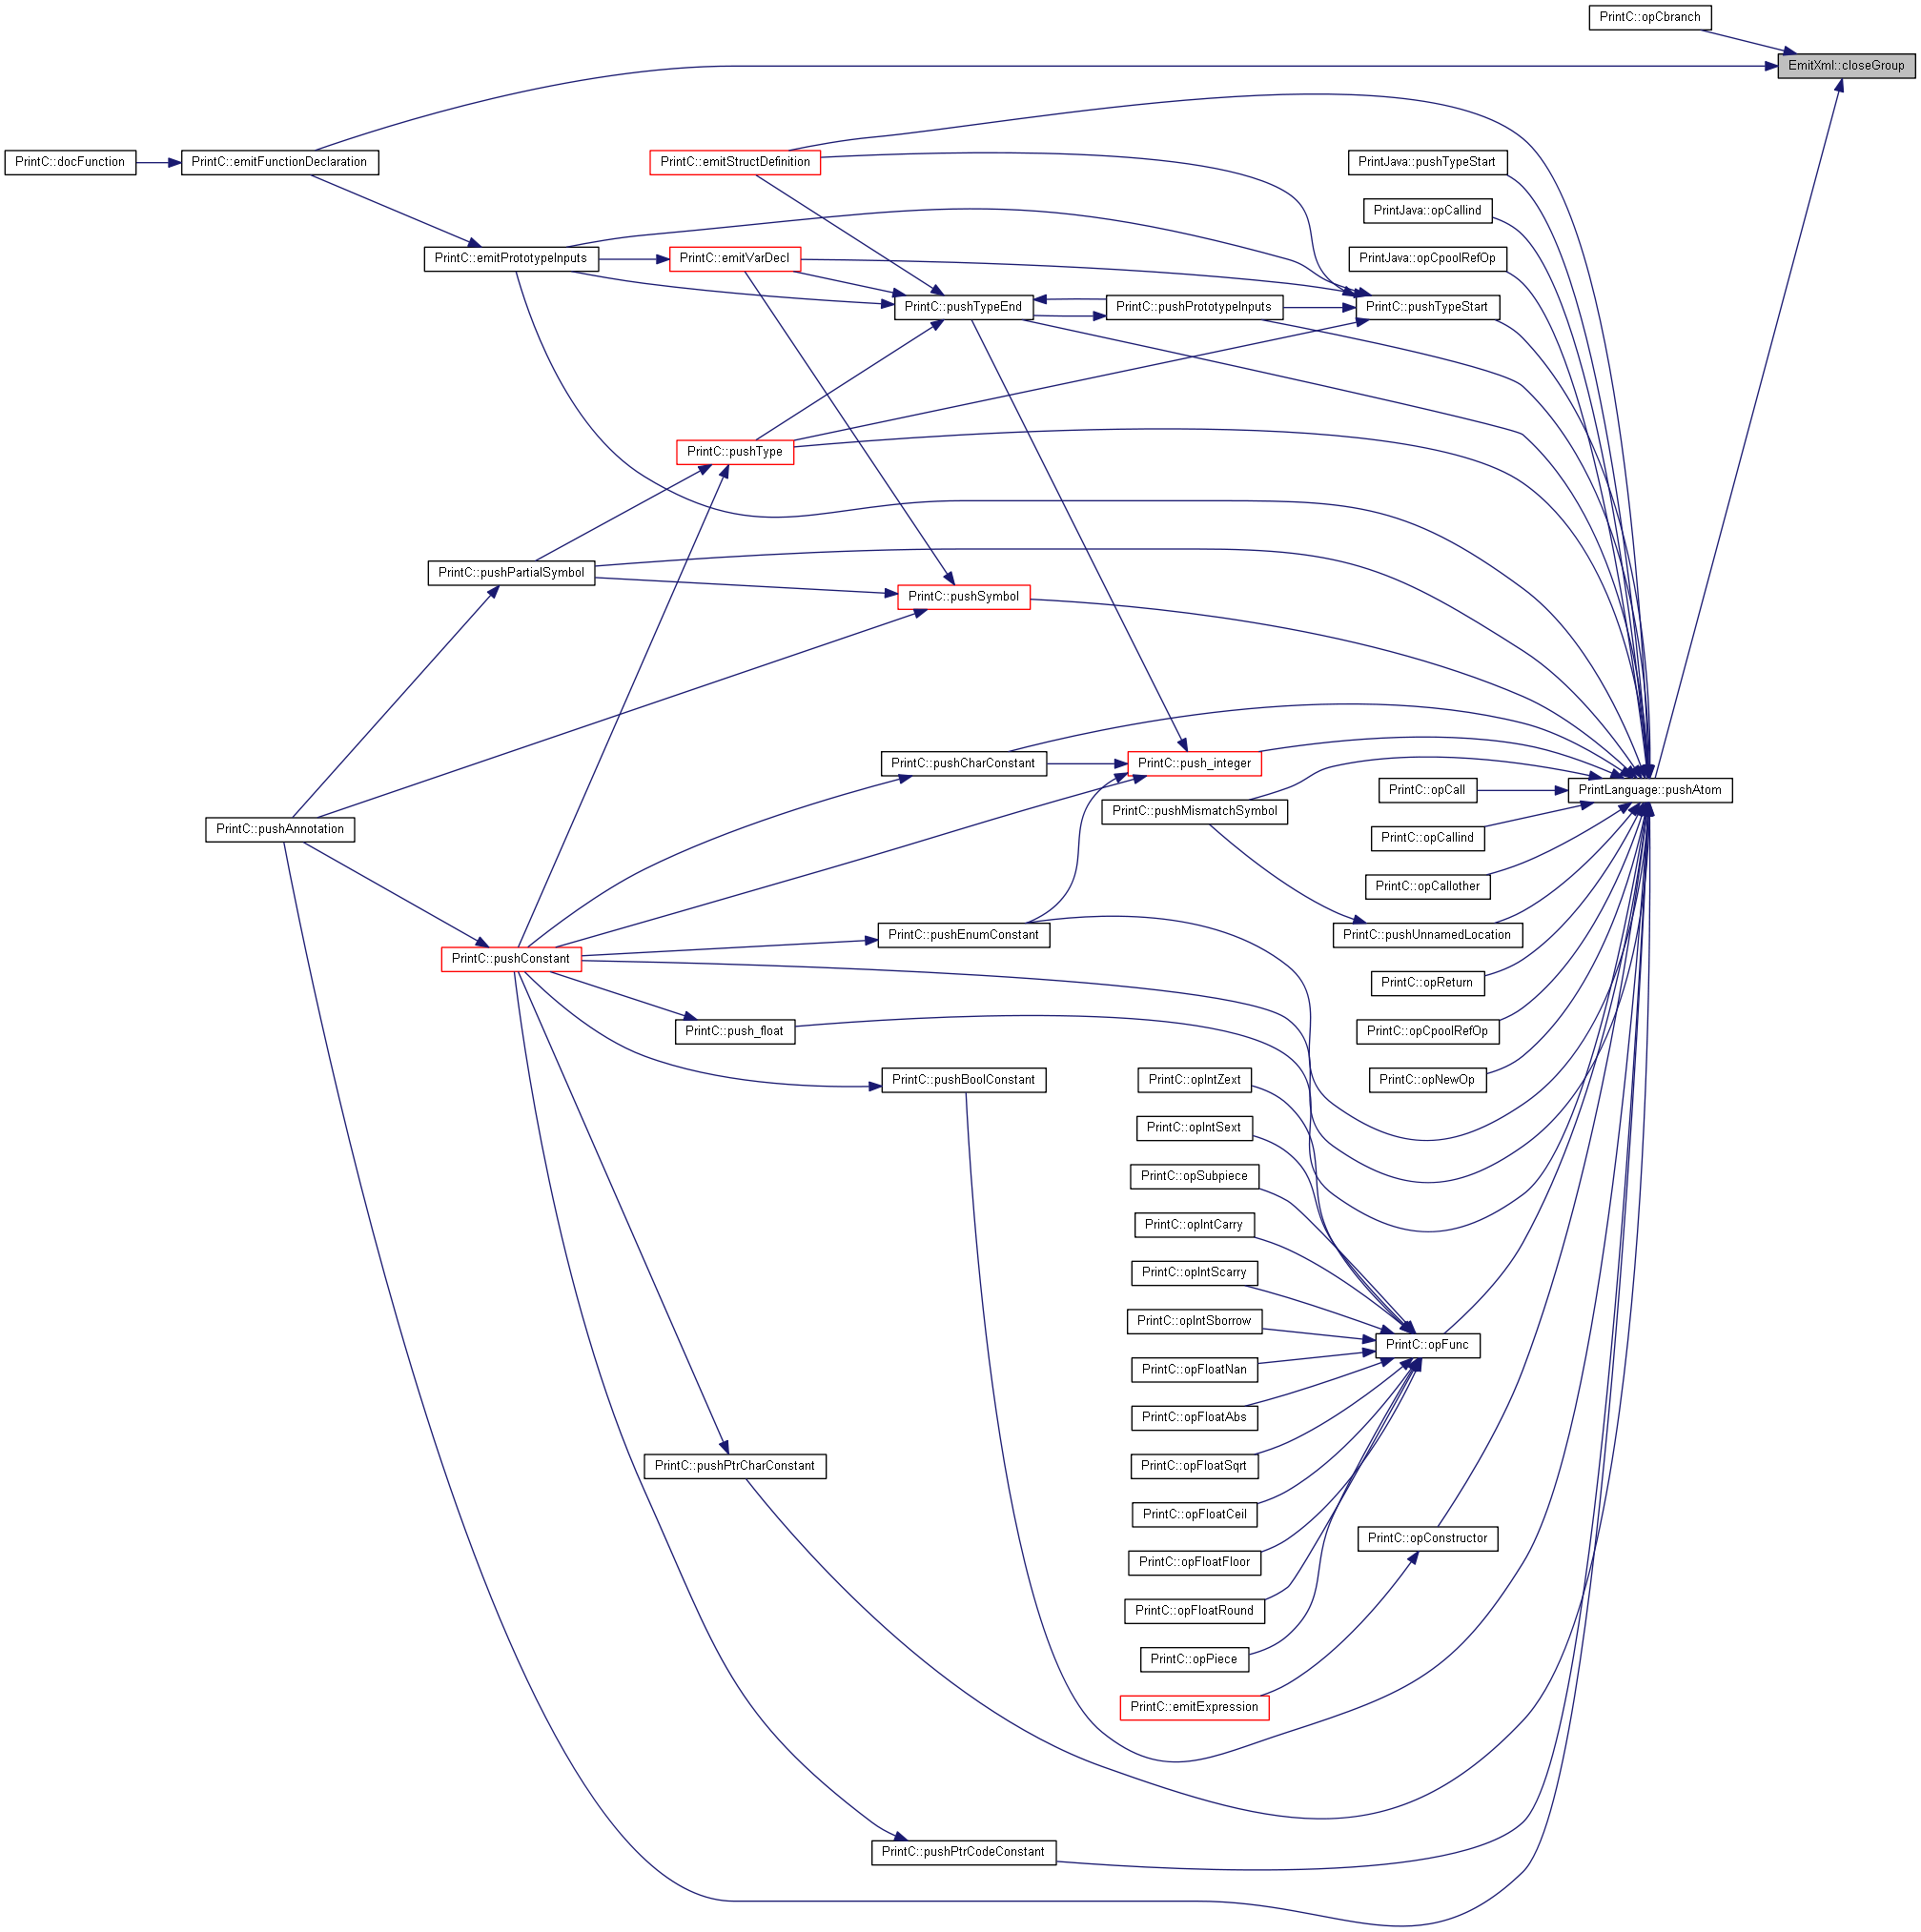 PrintC::opCbranch
EmitXml::closeGroup
PrintC::docFunction
PrintC::emitFunctionDeclaration
PrintC::emitStructDefinition
PrintJava::pushTypeStart
PrintJava::opCallind
PrintC::emitPrototypeInputs
PrintC::emitVarDecl
PrintJava::opCpoolRefOp
PrintC::pushTypeEnd
PrintC::pushPrototypeInputs
PrintC::pushTypeStart
PrintC::pushType
PrintC::pushPartialSymbol
PrintC::pushSymbol
PrintC::pushCharConstant
PrintC::push_integer
PrintC::opCall
PrintLanguage::pushAtom
PrintC::pushMismatchSymbol
PrintC::pushAnnotation
PrintC::opCallind
PrintC::opCallother
PrintC::pushEnumConstant
PrintC::pushUnnamedLocation
PrintC::pushConstant
PrintC::opReturn
PrintC::push_float
PrintC::opCpoolRefOp
PrintC::pushBoolConstant
PrintC::opIntZext
PrintC::opNewOp
PrintC::opIntSext
PrintC::opSubpiece
PrintC::opIntCarry
PrintC::opIntScarry
PrintC::opIntSborrow
PrintC::opFunc
PrintC::opFloatNan
PrintC::opFloatAbs
PrintC::pushPtrCharConstant
PrintC::opFloatSqrt
PrintC::opFloatCeil
PrintC::opConstructor
PrintC::opFloatFloor
PrintC::opFloatRound
PrintC::opPiece
PrintC::emitExpression
PrintC::pushPtrCodeConstant